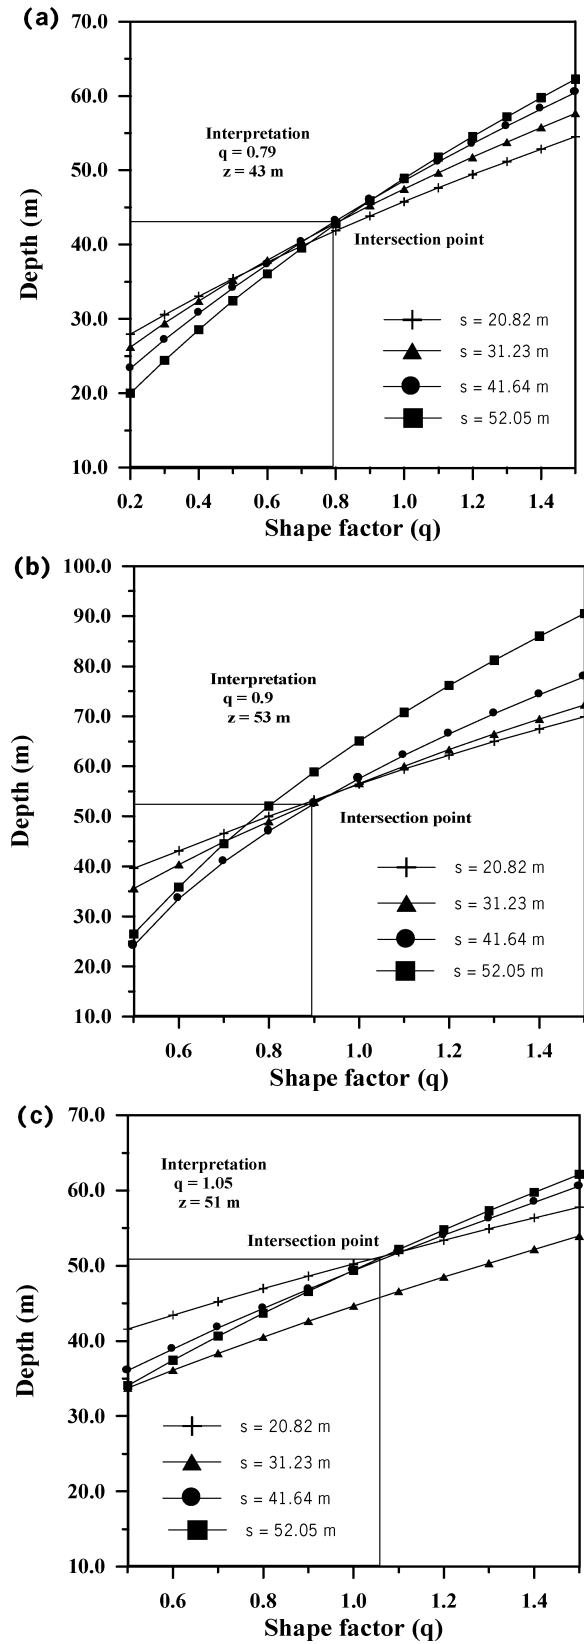 (a)
70.0
60.0
50.0
40.0
30.0
20.0
10.0
Depth (m)
Interpretation
q = 0.79
z = 43 m
Intersection point
s = 20.82 m
s = 31.23 m
s = 41.64 m
s = 52.05 m
0.2 0.4 0.6 0.8 1.0 1.2 1.4
Shape factor (q)
(b)
100.0
90.0
80.0
70.0
60.0
50.0
40.0
30.0
20.0
10.0
Depth (m)
Interpretation
q = 0.9
z = 53 m
Intersection point
s = 20.82 m
s = 31.23 m
s = 41.64 m
s = 52.05 m
0.6 0.8 1.0 1.2 1.4
Shape factor (q)
(c)
70.0
60.0
50.0
40.0
30.0
20.0
10.0
Depth (m)
Interpretation
q = 1.05
z = 51 m
Intersection point
s = 20.82 m
s = 31.23 m
s = 41.64 m
s = 52.05 m
0.6 0.8 1.0 1.2 1.4
Shape factor (q)